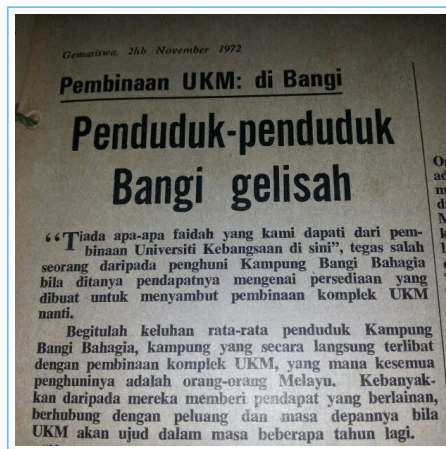 Gemasiswa, 2hb November 1972
Pembinaan UKM: di Bangi
Penduduk-penduduk
Bangi gelisah
“Tiada apa-apa faidah yang kami dapati dari pem-
binaan Universiti Kebangsaan di sini”, tegas salah
seorang daripada penghuni Kampung Bangi Bahagia
bila ditanya pendapatnya mengenai persediaan yang
dibuat untuk menyambut pembinaan komplek UKM
nanti.
Begitulah keluhan rata-rata penduduk Kampung
Bangi Bahagia, kampung yang secara langsung terlibat
dengan pembinaan komplek UKM, yang mana kesemua
penghuninya adalah orang-orang Melayu. Kebanyak-
kan daripada mereka memberi pendapat yang berlainan,
berhubung dengan peluang dan masa depannya bila
UKM akan ujud dalam masa beberapa tahun lagi.